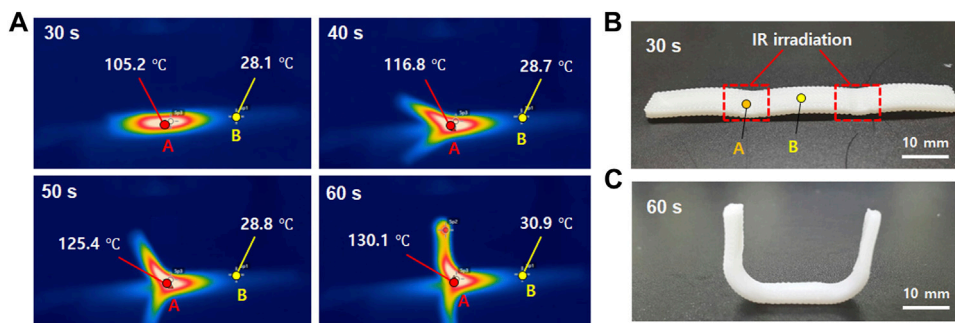 A
30 s
105.2 ℃
28.1 ℃
A
B
40 s
116.8 ℃
28.7 ℃
A
B
50 s
125.4 ℃
28.8 ℃
A
B
60 s
130.1 ℃
30.9 ℃
Sp2
A
B
B
30 s
IR irradiation
A
B
10 mm
C
60 s
10 mm